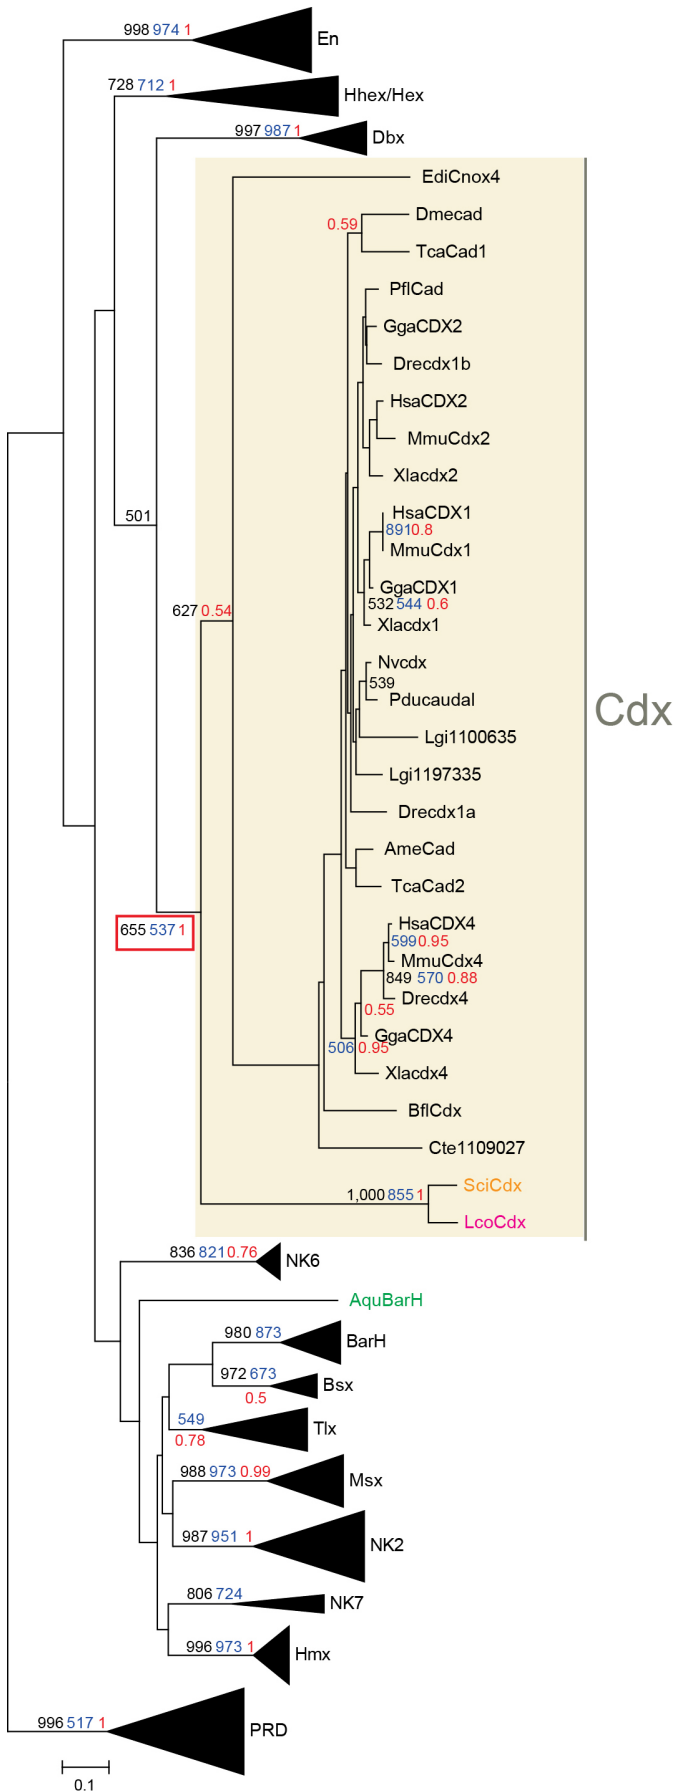 998 974 1
En
728 712 1
Hhex/Hex
997 987 1
Dbx
EdiCnox4
Dmecad
0.59
TcaCad1
PflCad
GgaCDX2
Drecdx1b
HsaCDX2
MmuCdx2
Xlacdx2
HsaCDX1
501
891 0.8
MmuCdx1
GgaCDX1
532 544 0.6
627 0.54
Xlacdx1
Nvcdx
539
Pducaudal
Cdx
Lgi1100635
Lgi1197335
Drecdx1a
AmeCad
TcaCad2
HsaCDX4
655 537 1
599 0.95
MmuCdx4
849 570 0.88
Drecdx4
0.55
GgaCDX4
506 0.95
Xlacdx4
BflCdx
Cte1109027
SciCdx
1,000 855 1
LcoCdx
836 821 0.76
NK6
AquBarH
980 873
BarH
972 673
Bsx
0.5
549
Tlx
0.78
988 973 0.99
Msx
987 951 1
NK2
806 724
NK7
996 973 1
Hmx
996 517 1
PRD
0.1